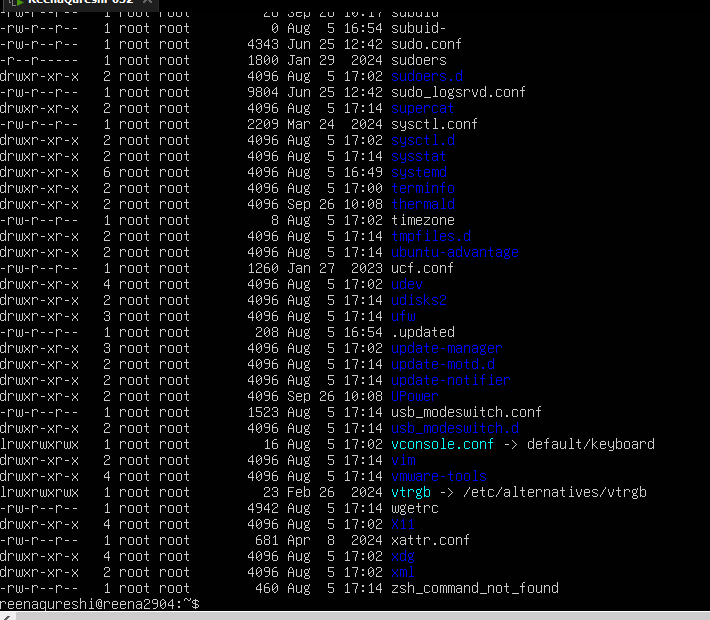 ReenaQureshi-032
-rw-r--r-- 1 root root 20 Sep 26 10:17 subuid
-rw-r--r-- 1 root root 0 Aug 5 16:54 subuid-
-rw-r--r-- 1 root root 4343 Jun 25 12:42 sudo.conf
-r--r----- 1 root root 1800 Jan 29 2024 sudoers
drwxr-xr-x 2 root root 4096 Aug 5 17:02 sudoers.d
-rw-r--r-- 1 root root 9804 Jun 25 12:42 sudo_logsrvd.conf
drwxr-xr-x 2 root root 4096 Aug 5 17:14 supercat
-rw-r--r-- 1 root root 2209 Mar 24 2024 sysctl.conf
drwxr-xr-x 2 root root 4096 Aug 5 17:02 sysctl.d
drwxr-xr-x 2 root root 4096 Aug 5 17:14 sysstat
drwxr-xr-x 6 root root 4096 Aug 5 16:49 systemd
drwxr-xr-x 2 root root 4096 Aug 5 17:00 terminfo
drwxr-xr-x 2 root root 4096 Sep 26 10:08 thermald
-rw-r--r-- 1 root root 8 Aug 5 17:02 timezone
drwxr-xr-x 2 root root 4096 Aug 5 17:14 tmpfiles.d
drwxr-xr-x 2 root root 4096 Aug 5 17:14 ubuntu-advantage
-rw-r--r-- 1 root root 1260 Jan 27 2023 ucf.conf
drwxr-xr-x 4 root root 4096 Aug 5 17:02 udev
drwxr-xr-x 2 root root 4096 Aug 5 17:14 udisks2
drwxr-xr-x 3 root root 4096 Aug 5 17:14 ufw
-rw-r--r-- 1 root root 208 Aug 5 16:54 .updated
drwxr-xr-x 3 root root 4096 Aug 5 17:02 update-manager
drwxr-xr-x 2 root root 4096 Aug 5 17:14 update-motd.d
drwxr-xr-x 2 root root 4096 Aug 5 17:14 update-notifier
drwxr-xr-x 2 root root 4096 Sep 26 10:08 UPower
-rw-r--r-- 1 root root 1523 Aug 5 17:14 usb_modeswitch.conf
drwxr-xr-x 2 root root 4096 Aug 5 17:14 usb_modeswitch.d
lrwxrwxrwx 1 root root 16 Aug 5 17:02 vconsole.conf -> default/keyboard
drwxr-xr-x 2 root root 4096 Aug 5 17:14 vim
drwxr-xr-x 4 root root 4096 Aug 5 17:14 vmware-tools
lrwxrwxrwx 1 root root 23 Feb 26 2024 vtrgb -> /etc/alternatives/vtrgb
-rw-r--r-- 1 root root 4942 Aug 5 17:14 wgetrc
drwxr-xr-x 4 root root 4096 Aug 5 17:02 X11
-rw-r--r-- 1 root root 681 Apr 8 2024 xattr.conf
drwxr-xr-x 4 root root 4096 Aug 5 17:02 xdg
drwxr-xr-x 2 root root 4096 Aug 5 17:02 xml
-rw-r--r-- 1 root root 460 Aug 5 17:14 zsh_command_not_found
reenaqureshi@reena2904:~$